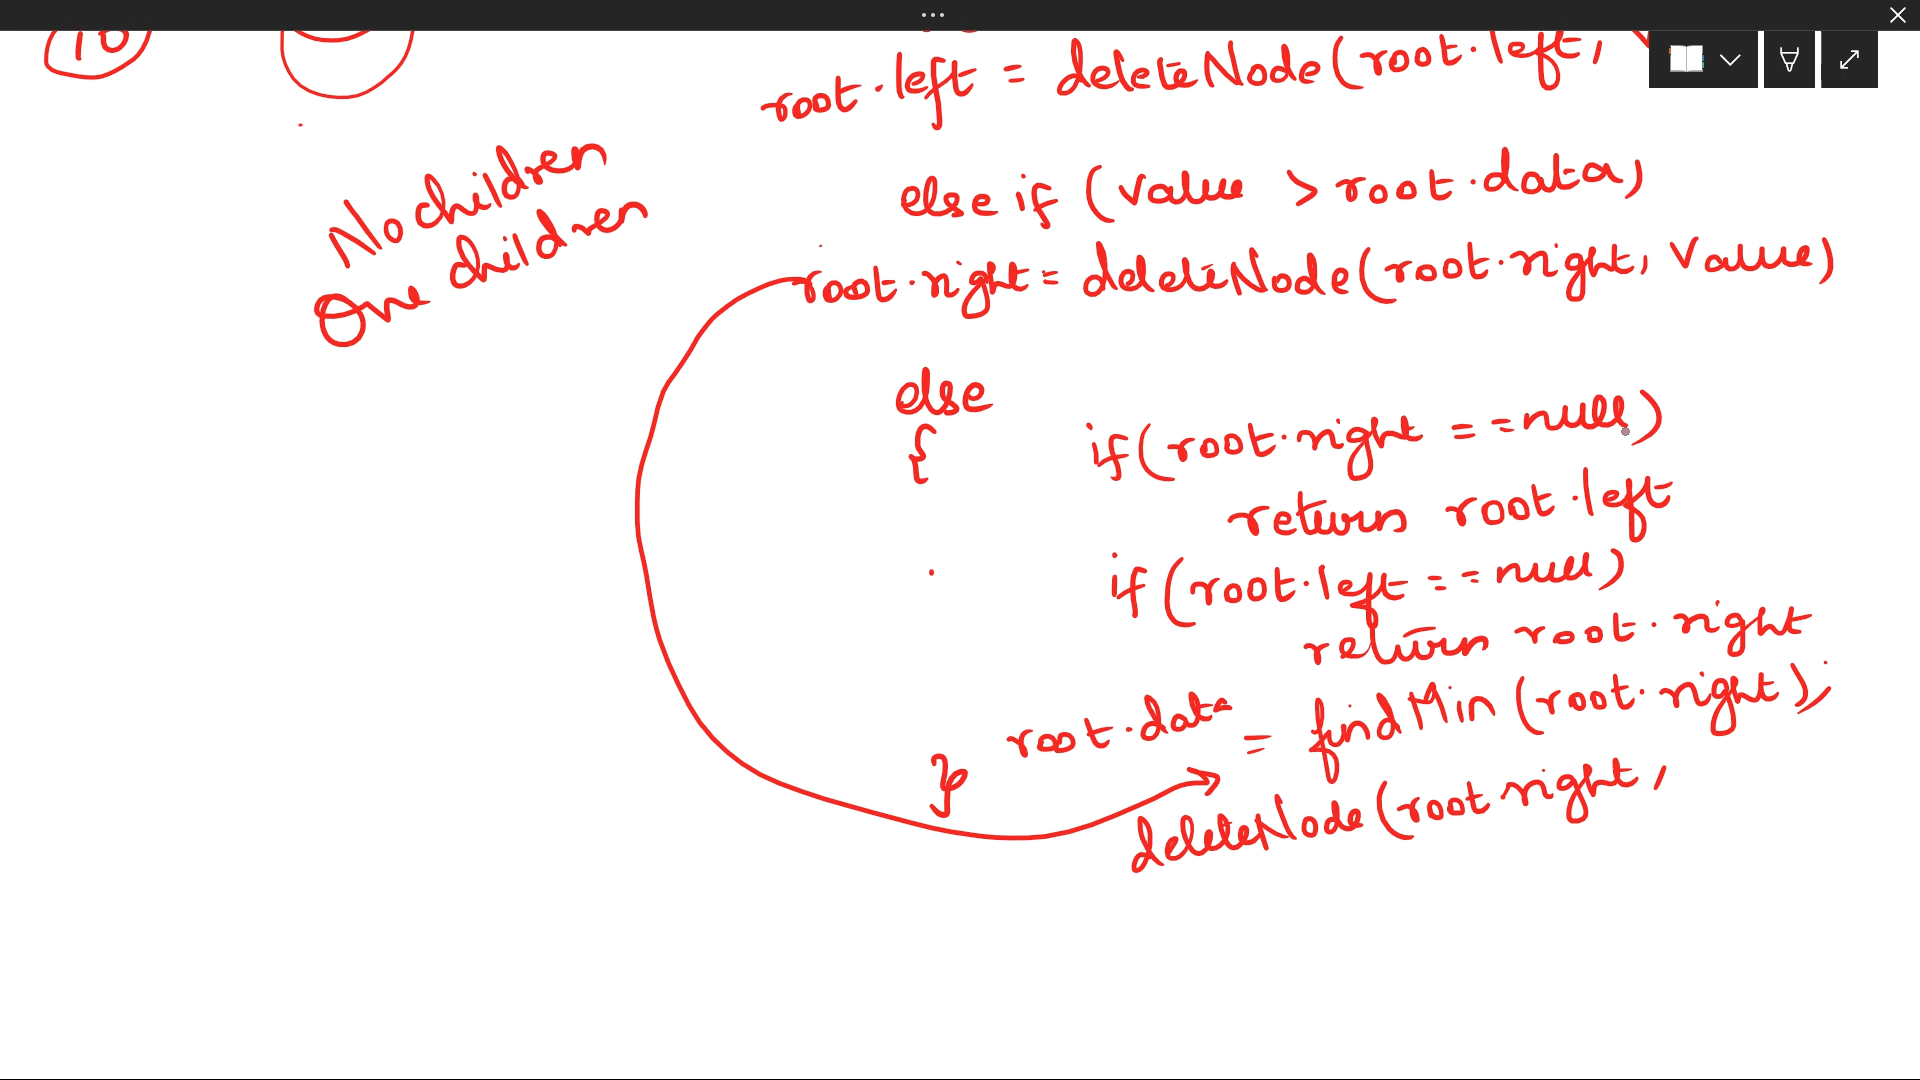 10
root.left = deleteNode(root.left,
else if (value > root.data)
root.right = deleteNode(root.right, value)
No children
One children
else
{
if(root.right ==null)
return root.left
if(root.left ==null)
return root.right
root.data = findMin(root.right);
}
deleteNode(root right,